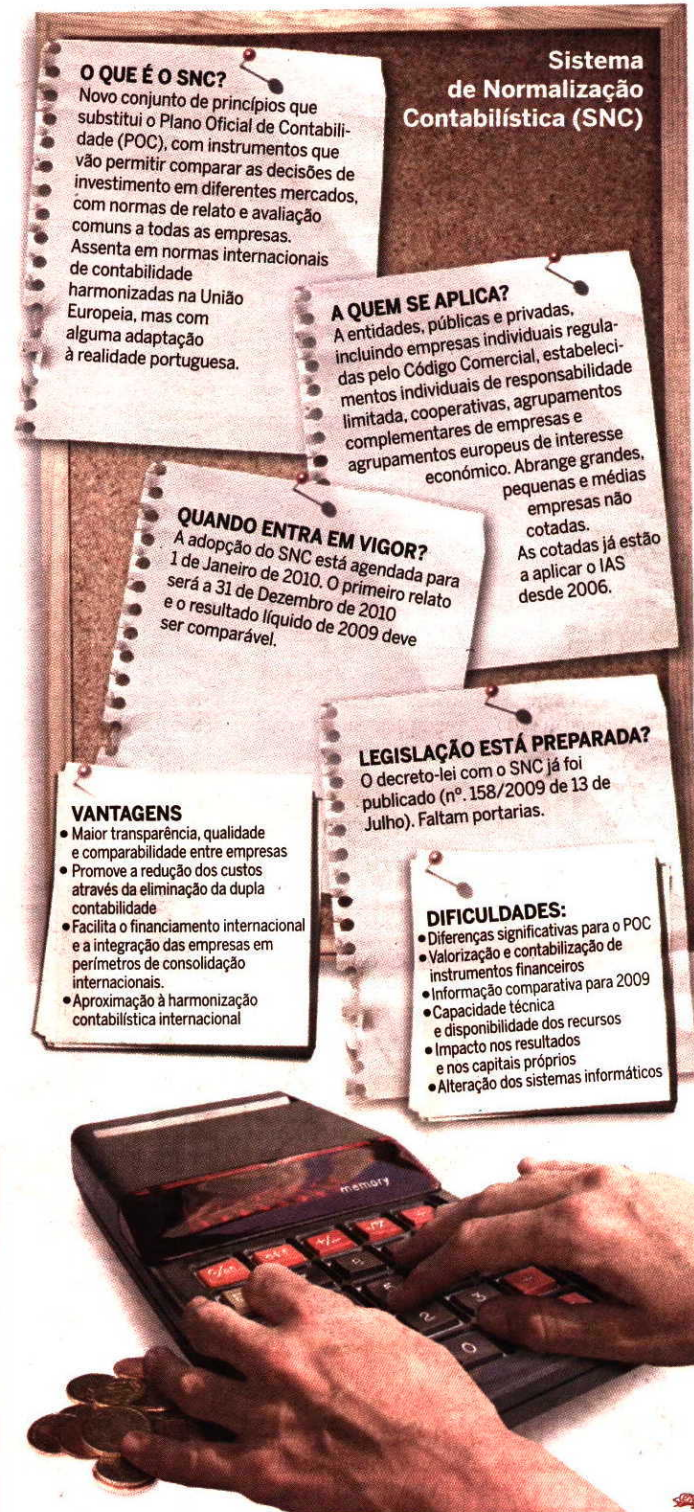 Sistema
de Normalização
Contabilística (SNC)
O QUE É O SNC?
Novo conjunto de princípios que
substitui o Plano Oficial de Contabili-
dade (POC), com instrumentos que
vão permitir comparar as decisões de
investimento em diferentes mercados,
com normas de relato e avaliação
comuns a todas as empresas.
Assenta em normas internacionais
de contabilidade
harmonizadas na União
Europeia, mas com
alguma adaptação
à realidade portuguesa.
A QUEM SE APLICA?
A entidades, públicas e privadas,
incluindo empresas individuais regula-
das pelo Código Comercial, estabeleci-
mentos individuais de responsabilidade
limitada, cooperativas, agrupamentos
complementares de empresas e
agrupamentos europeus de interesse
económico. Abrange grandes,
pequenas e médias
empresas não
cotadas.
As cotadas já estão
a aplicar o IAS
desde 2006.
QUANDO ENTRA EM VIGOR?
A adopção do SNC está agendada para
1 de Janeiro de 2010. O primeiro relato
será a 31 de Dezembro de 2010
e o resultado líquido de 2009 deve
ser comparável.
LEGISLAÇÃO ESTÁ PREPARADA?
O decreto-lei com o SNC já foi
publicado (nº. 158/2009 de 13 de
Julho). Faltam portarias.
VANTAGENS
• Maior transparência, qualidade
e comparabilidade entre empresas
• Promove a redução dos custos
através da eliminação da dupla
contabilidade
• Facilita o financiamento internacional
e a integração das empresas em
perímetros de consolidação
internacionais.
• Aproximação à harmonização
contabilística internacional
DIFICULDADES:
• Diferenças significativas para o POC
• Valorização e contabilização de
instrumentos financeiros
• Informação comparativa para 2009
• Capacidade técnica
e disponibilidade dos recursos
• Impacto nos resultados
e nos capitais próprios
• Alteração dos sistemas informáticos
memory
+/-
8
2
3
0